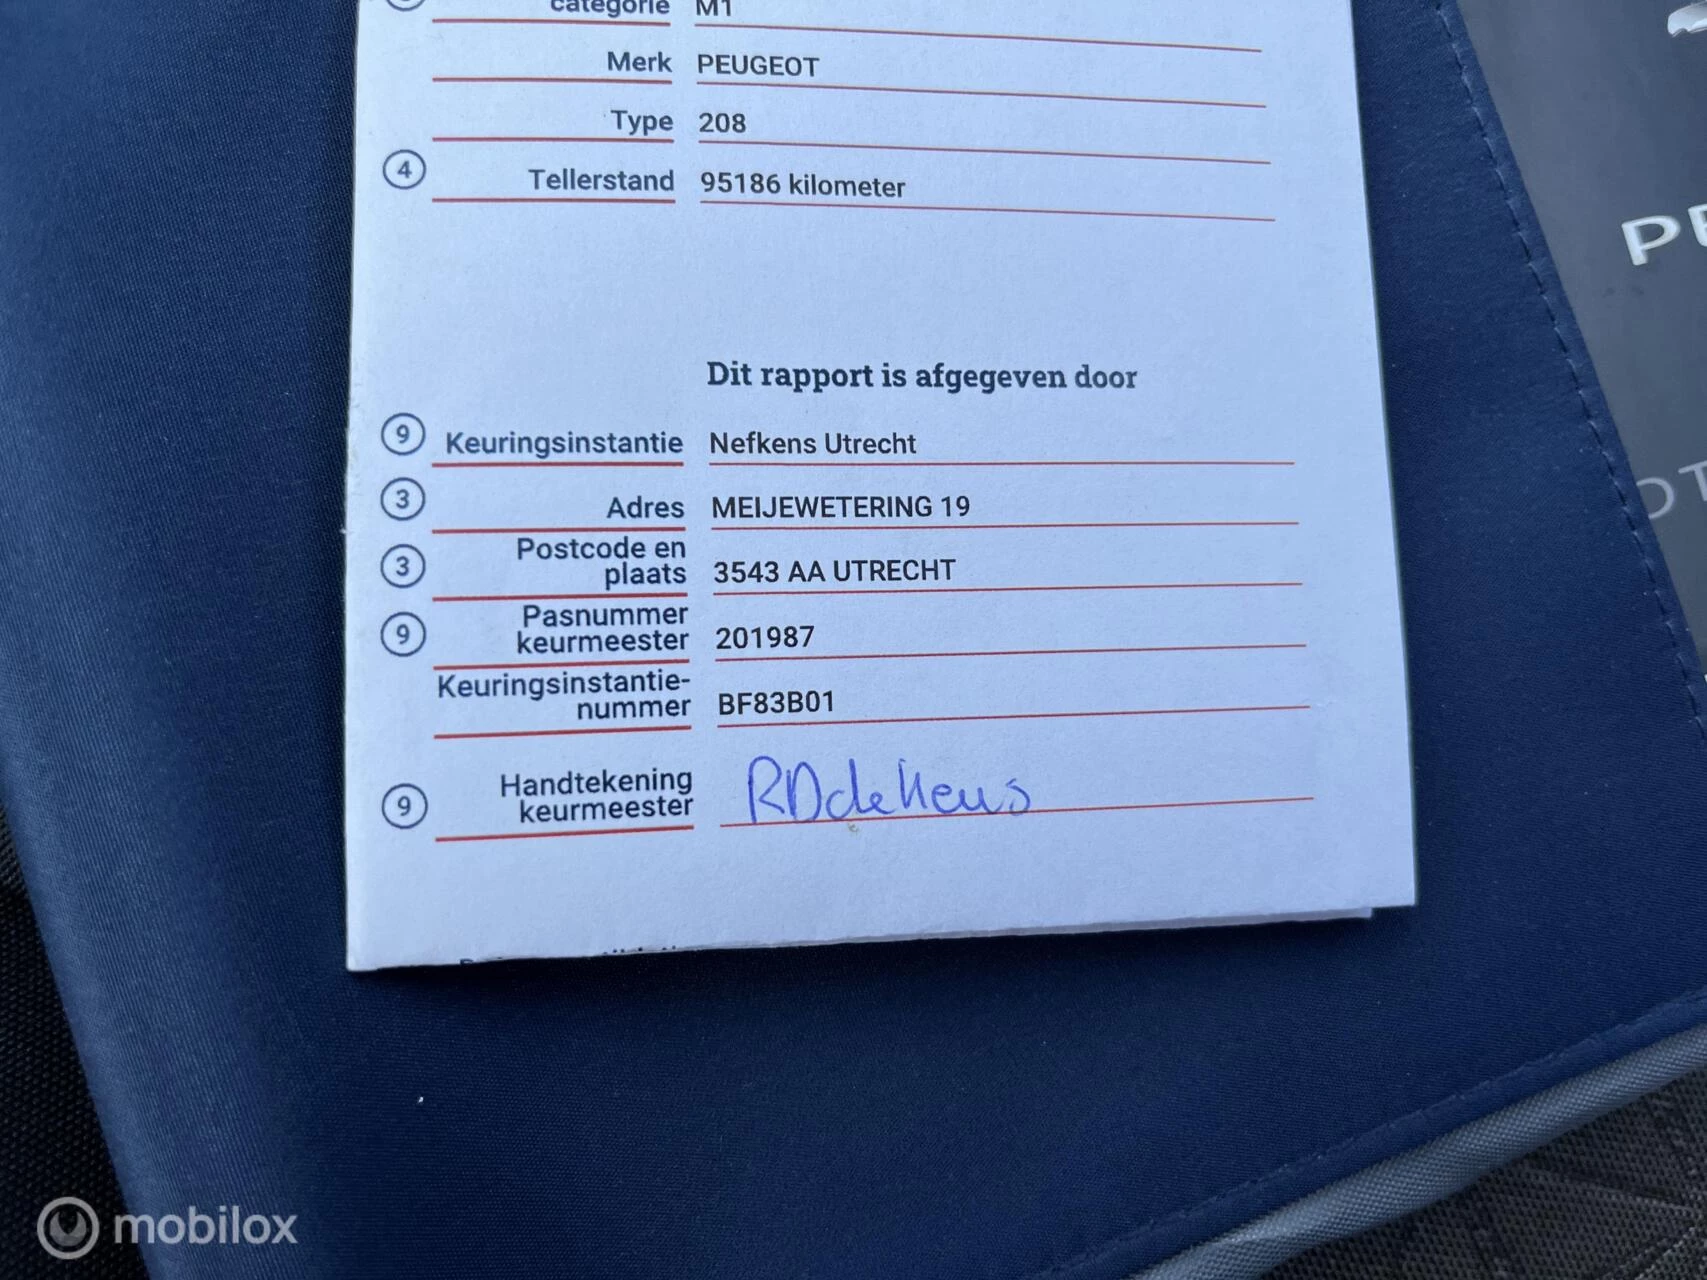 categorie M1
Merk PEUGEOT
Type 208
4 Tellerstand 95186 kilometer
Dit rapport is afgegeven door
9 Keuringsinstantie Nefkens Utrecht
3 Adres MEIJEWETERING 19
Postcode en
3 plaats 3543 AA UTRECHT
Pasnummer
9 keurmeester 201987
Keuringsinstantie-
nummer BF83B01
Handtekening
9 keurmeester
mobilox